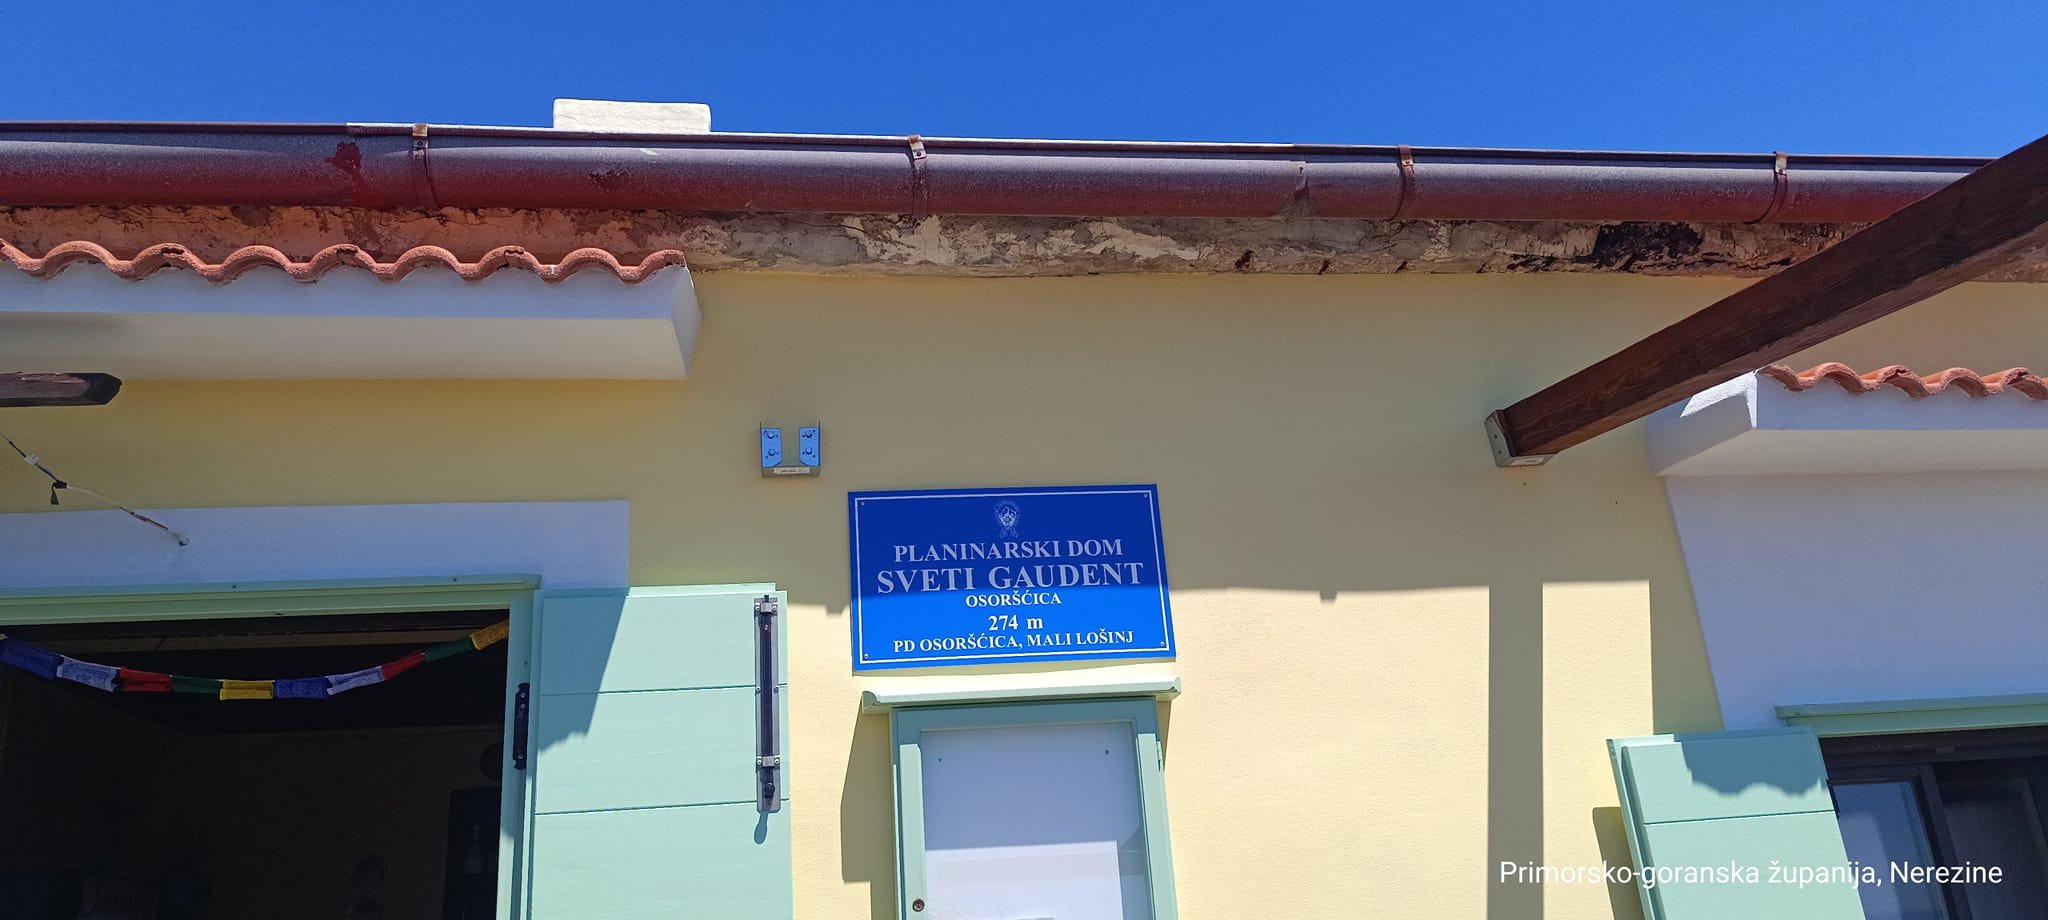 PLANINARSKI DOM
SVETI GAUDENT
OSORŠĆICA
274 m
PD OSORŠĆICA, MALI LOŠINJ
Primorsko-goranska županija, Nerezine